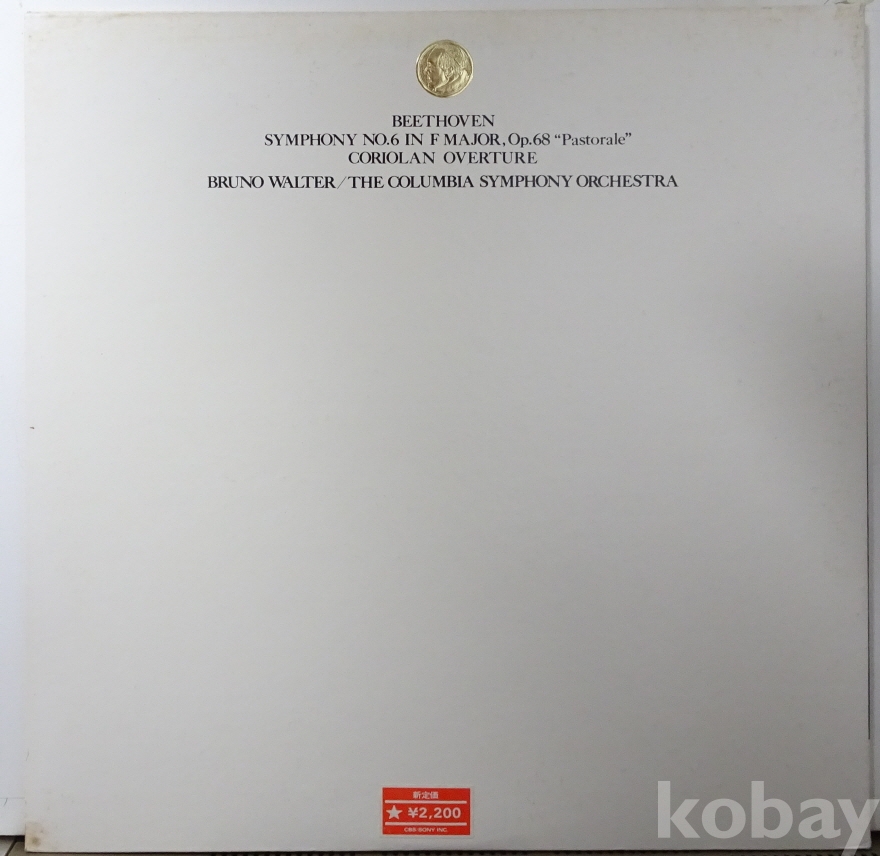 BEETHOVEN
SYMPHONY NO.6 IN F MAJOR, Op.68 “Pastorale”
CORIOLAN OVERTURE
BRUNO WALTER/THE COLUMBIA SYMPHONY ORCHESTRA
新定価
★ ¥2,200
CBS/SONY INC.
kobay